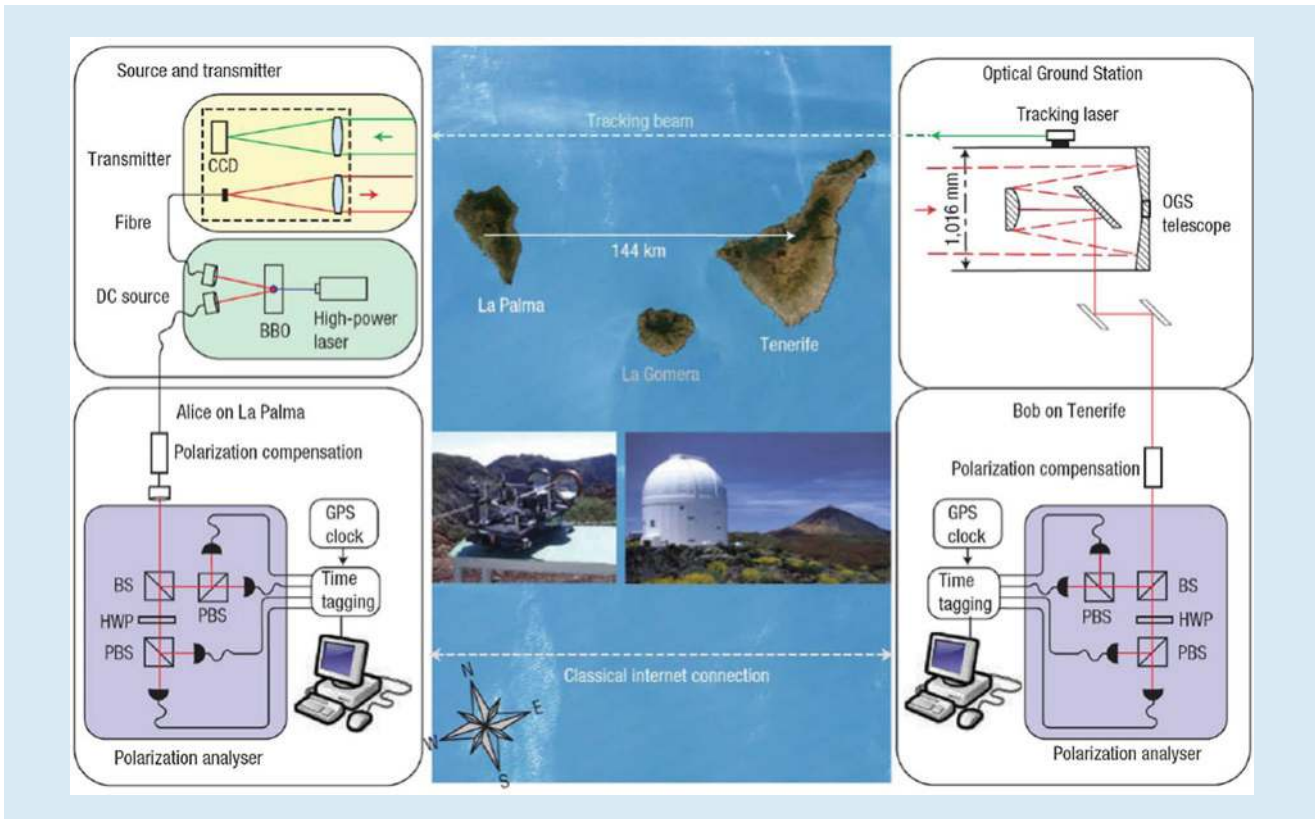 Source and transmitter
Transmitter
CCD
Fibre
DC source
BBO
High-power
laser
Alice on La Palma
Polarization compensation
GPS
clock
Time
tagging
BS
PBS
HWP
PBS
Polarization analyser
Tracking beam
144 km
La Palma
Tenerife
La Gomera
Classical internet connection
N
E
W
S
Optical Ground Station
Tracking laser
1,016 mm
OGS
telescope
Bob on Tenerife
Polarization compensation
GPS
clock
Time
tagging
BS
PBS
HWP
PBS
Polarization analyser